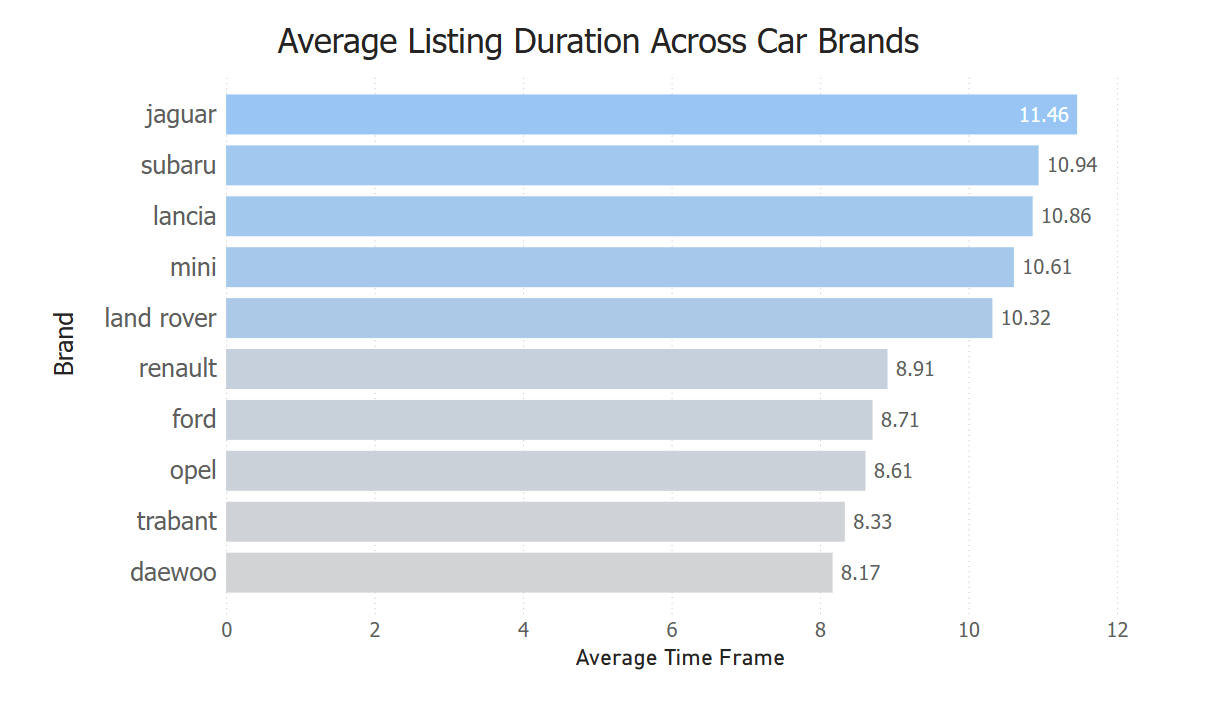 Average Listing Duration Across Car Brands
Brand
jaguar 11.46
subaru 10.94
lancia 10.86
mini 10.61
land rover 10.32
renault 8.91
ford 8.71
opel 8.61
trabant 8.33
daewoo 8.17
0 2 4 6 8 10 12
Average Time Frame